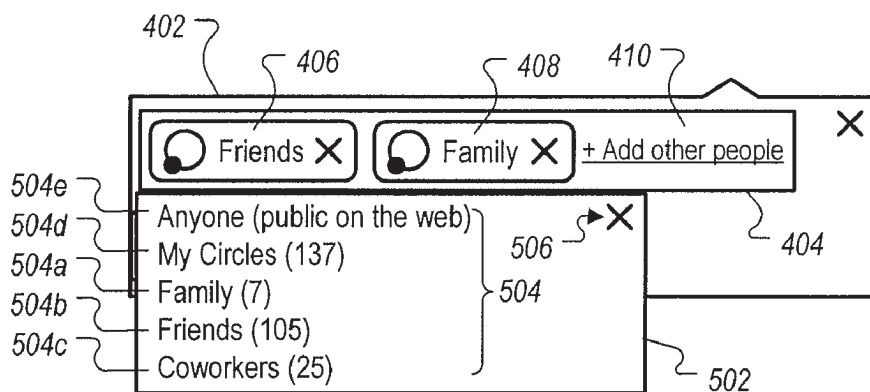 402
406
408
410
Friends
Family
+ Add other people
504e
Anyone (public on the web)
504d
My Circles (137)
506
404
504a
Family (7)
504
504b
Friends (105)
504c
Coworkers (25)
502